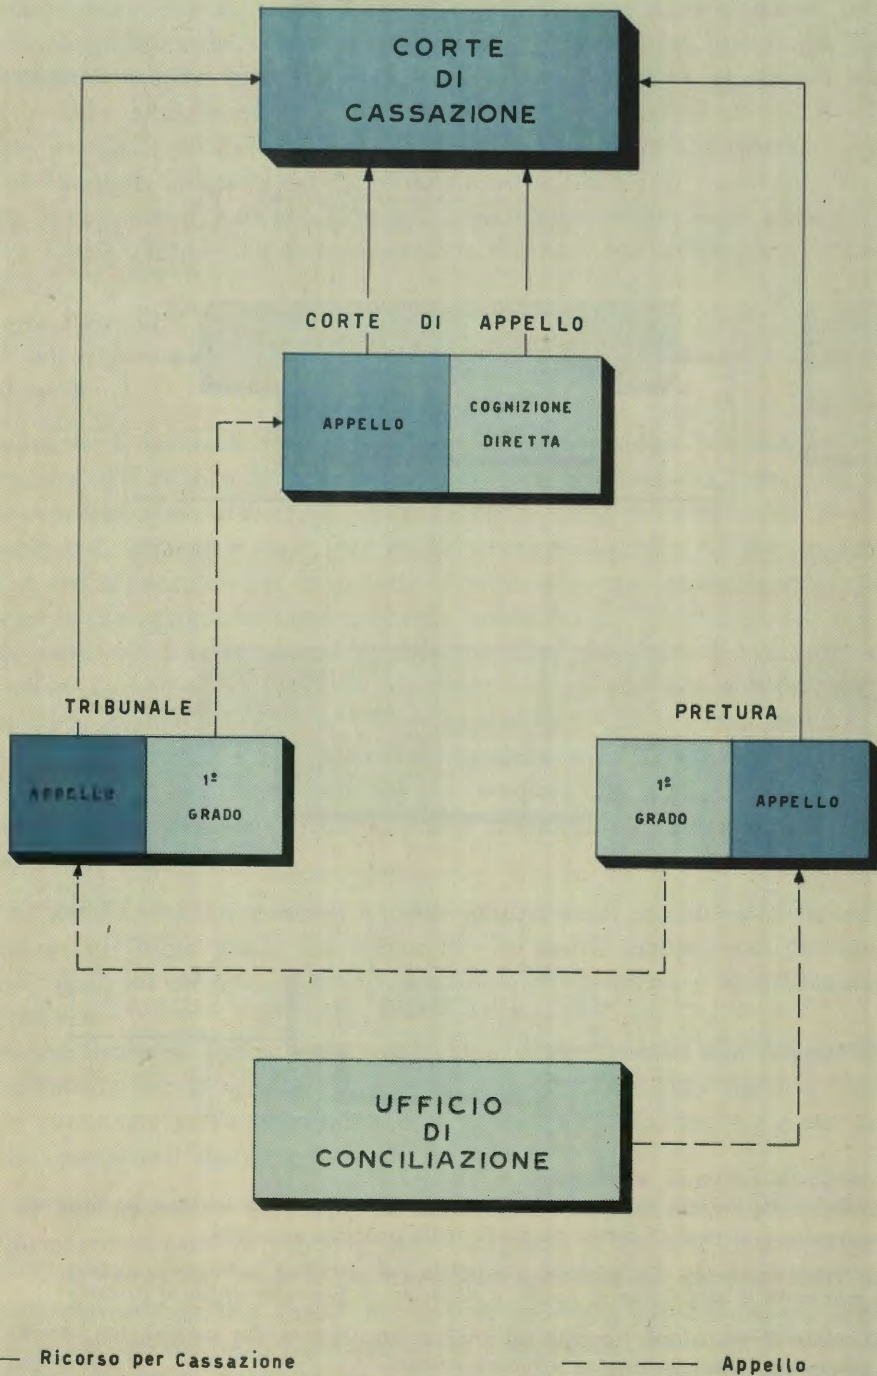 CORTE
DI
CASSAZIONE
CORTE DI APPELLO
APPELLO
COGNIZIONE
DIRETTA
TRIBUNALE
APPELLO
1º
GRADO
PRETURA
1º
GRADO
APPELLO
UFFICIO
DI
CONCILIAZIONE
Ricorso per Cassazione
Appello